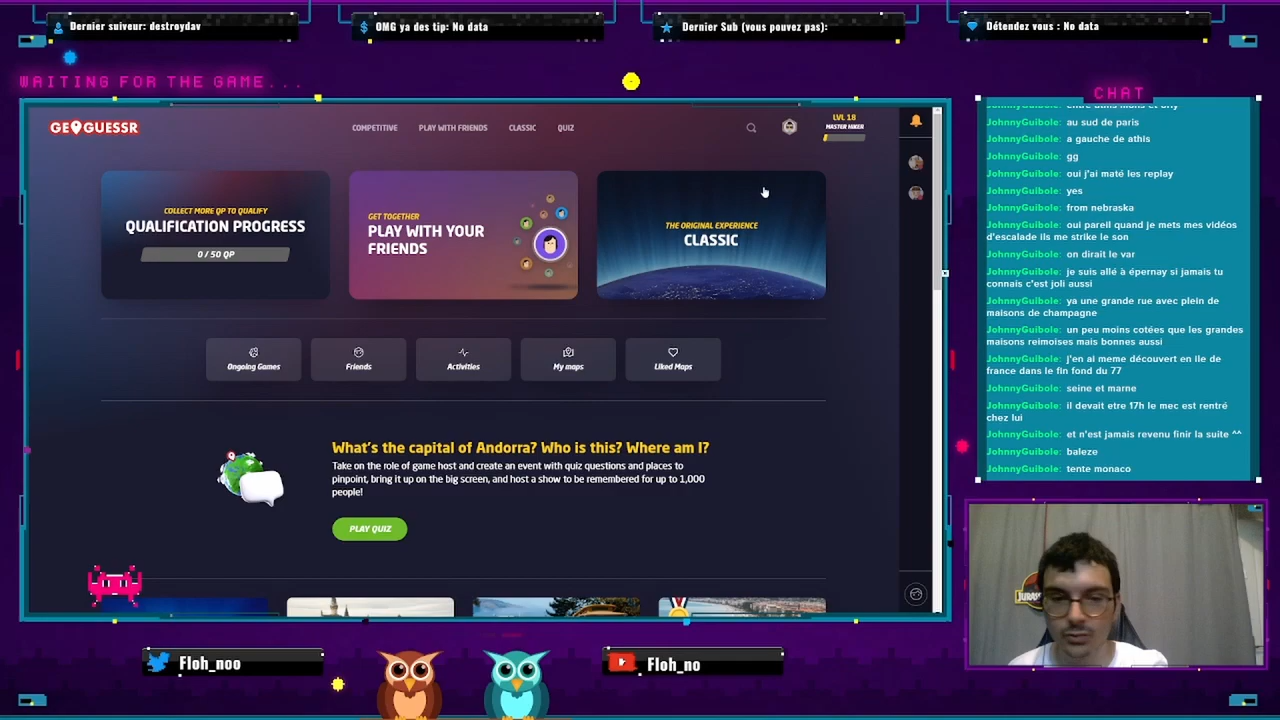 Dernier suiveur: destroydav
OMG ya des tip: No data
Dernier Sub (vous pouvez pas):
Détendez vous : No data
WAITING FOR THE GAME...
CHAT
GEOGUESSR
COMPETITIVE
PLAY WITH FRIENDS
CLASSIC
QUIZ
LVL 18
MASTER HIKER
COLLECT MORE QP TO QUALIFY
QUALIFICATION PROGRESS
0 / 50 QP
GET TOGETHER
PLAY WITH YOUR
FRIENDS
THE ORIGINAL EXPERIENCE
CLASSIC
Ongoing Games
Friends
Activities
My maps
Liked Maps
What's the capital of Andorra? Who is this? Where am I?
Take on the role of game host and create an event with quiz questions and places to
pinpoint, bring it up on the big screen, and host a show to be remembered for up to 1,000
people!
PLAY QUIZ
JohnnyGuibole: au sud de paris
JohnnyGuibole: a gauche de athis
JohnnyGuibole: gg
JohnnyGuibole: oui j'ai maté les replay
JohnnyGuibole: yes
JohnnyGuibole: from nebraska
JohnnyGuibole: oui pareil quand je mets mes vidéos
d'escalade ils me strike le son
JohnnyGuibole: on dirait le var
JohnnyGuibole: je suis allé à épernay si jamais tu
connais c'est joli aussi
JohnnyGuibole: ya une grande rue avec plein de
maisons de champagne
JohnnyGuibole: un peu moins cotées que les grandes
maisons reimoises mais bonnes aussi
JohnnyGuibole: j'en ai meme découvert en ile de
france dans le fin fond du 77
JohnnyGuibole: seine et marne
JohnnyGuibole: il devait etre 17h le mec est rentré
chez lui
JohnnyGuibole: et n'est jamais revenu finir la suite ^^
JohnnyGuibole: baleze
JohnnyGuibole: tente monaco
Floh_noo
Floh_no